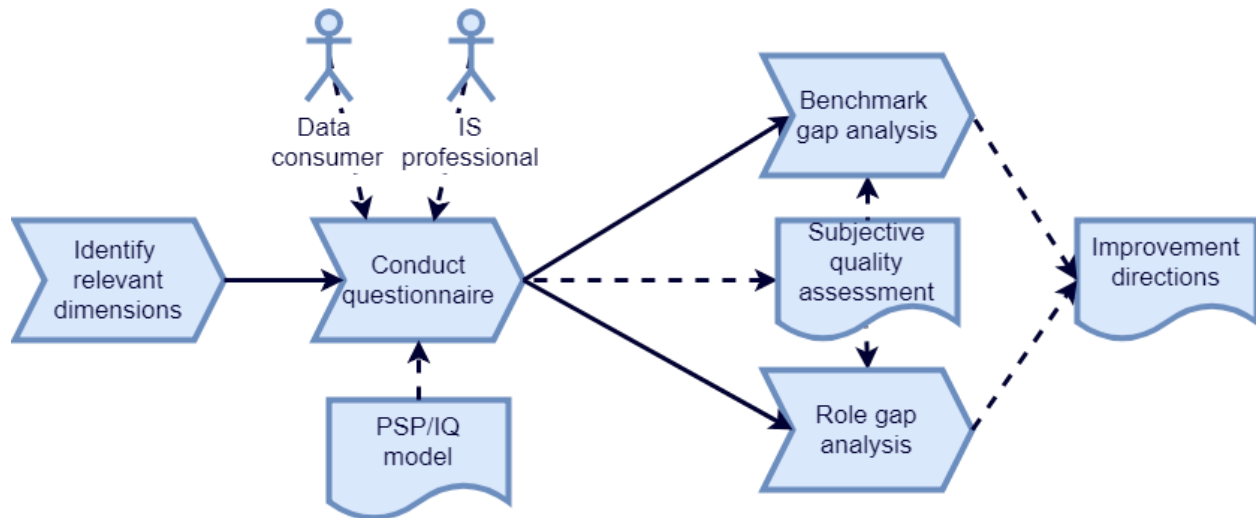 Data
consumer
IS
professional
Identify
relevant
dimensions
Conduct
questionnaire
PSP/IQ
model
Benchmark
gap analysis
Subjective
quality
assessment
Role gap
analysis
Improvement
directions